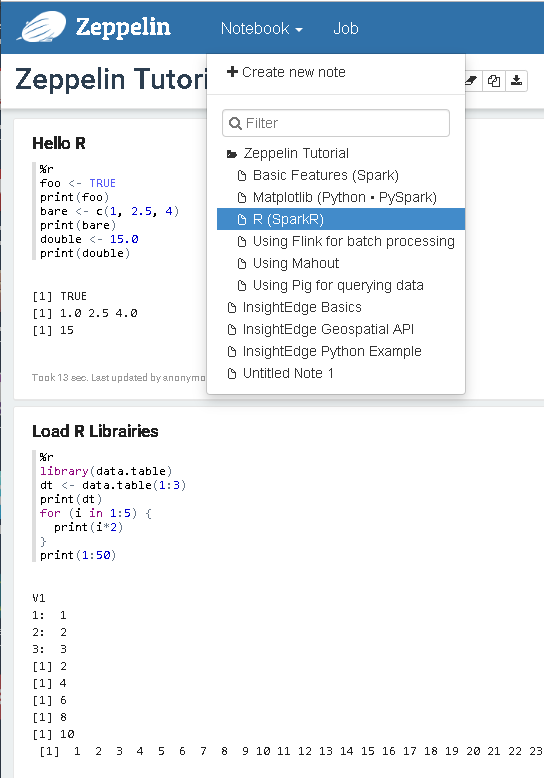 Zeppelin
Notebook
Job
Zeppelin Tutori
Create new note
Filter
Zeppelin Tutorial
Basic Features (Spark)
Matplotlib (Python • PySpark)
R (SparkR)
Using Flink for batch processing
Using Mahout
Using Pig for querying data
InsightEdge Basics
InsightEdge Geospatial API
InsightEdge Python Example
Untitled Note 1
Hello R
%r
foo <- TRUE
print(foo)
bare <- c(1, 2.5, 4)
print(bare)
double <- 15.0
print(double)
[1] TRUE
[1] 1.0 2.5 4.0
[1] 15
Took 13 sec. Last updated by anonymo
Load R Librairies
%r
library(data.table)
dt <- data.table(1:3)
print(dt)
for (i in 1:5) {
  print(i*2)
}
print(1:50)
V1
1:  1
2:  2
3:  3
[1] 2
[1] 4
[1] 6
[1] 8
[1] 10
[1]  1  2  3  4  5  6  7  8  9 10 11 12 13 14 15 16 17 18 19 20 21 22 23